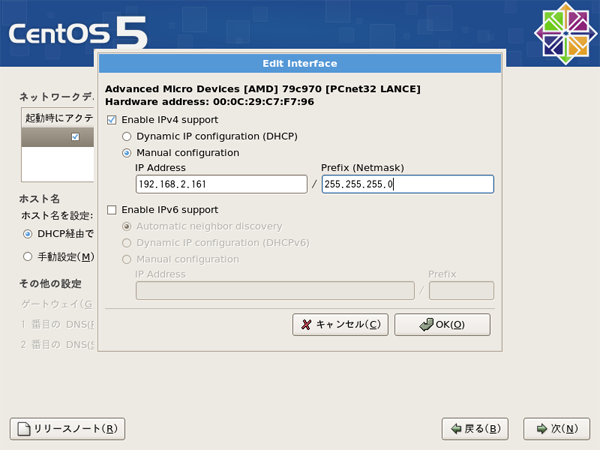 CentOS 5
Edit Interface
Advanced Micro Devices [AMD] 79c970 [PCnet32 LANCE]
Hardware address: 00:0C:29:C7:F7:96
Enable IPv4 support
Dynamic IP configuration (DHCP)
Manual configuration
IP Address Prefix (Netmask)
192.168.2.161 / 255.255.255.0
Enable IPv6 support
Automatic neighbor discovery
Dynamic IP configuration (DHCPv6)
Manual configuration
IP Address Prefix
/
キャンセル(C) OK(O)
ネットワークデ
起動時にアクテ
ホスト名
ホスト名を設定:
DHCP経由で
手動設定(M)
その他の設定
ゲートウェイ(G
1 番目の DNS(
2 番目の DNS(
リリースノート(R) 戻る(B) 次(N)